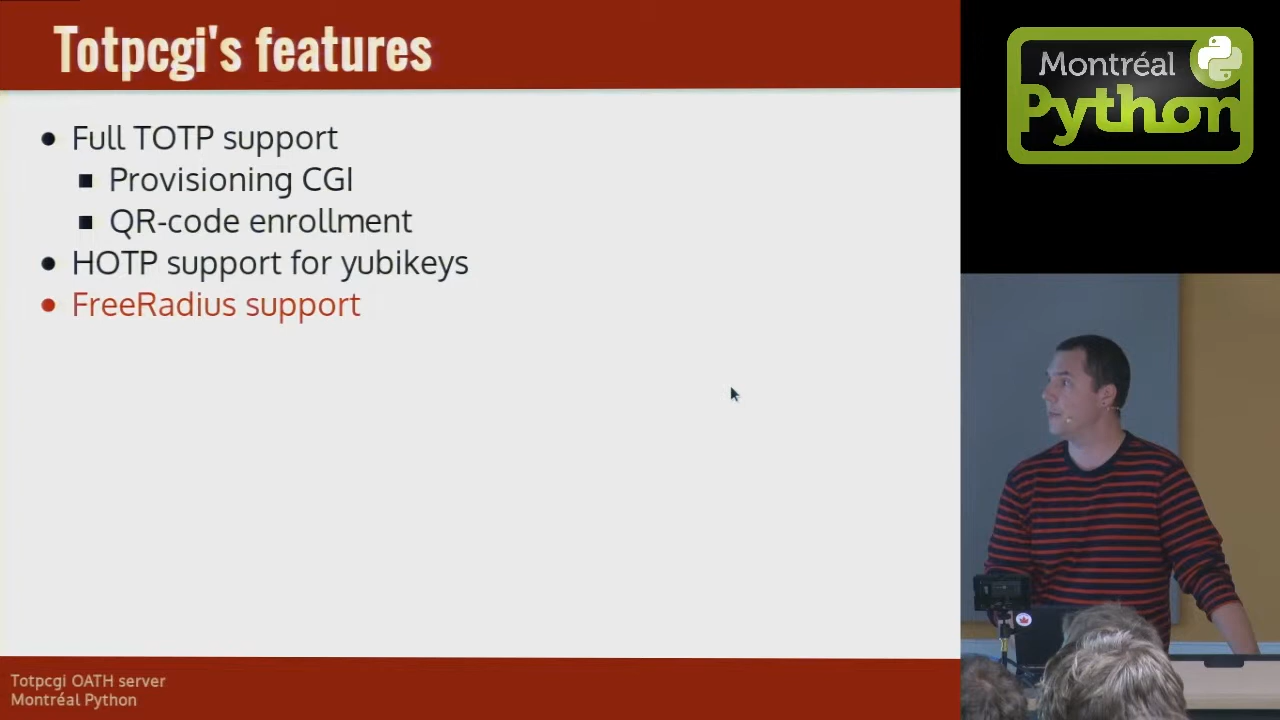 Totpcgi's features
Full TOTP support
Provisioning CGI
QR-code enrollment
HOTP support for yubikeys
FreeRadius support
Totpcgi OATH server
Montréal Python
Montréal
Python